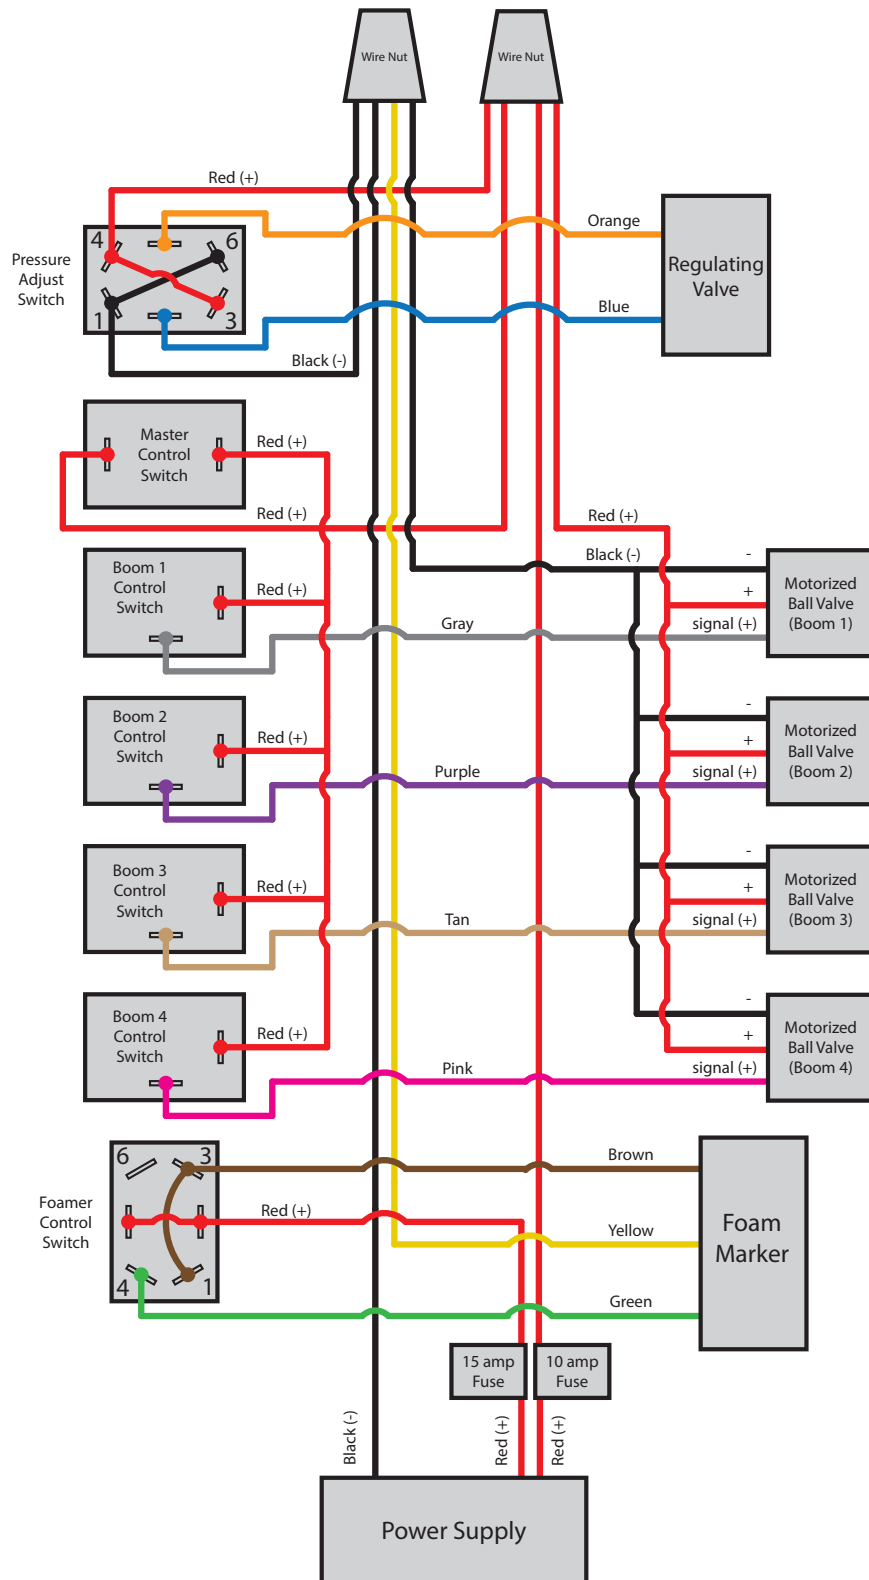 Wire Nut
Wire Nut
Red (+)
Orange
Pressure
Adjust
Switch
4
6
1
3
Regulating
Valve
Blue
Black (-)
Master
Control
Switch
Red (+)
Red (+)
Red (+)
Black (-)
Boom 1
Control
Switch
Red (+)
Gray
-
+
signal (+)
Motorized
Ball Valve
(Boom 1)
Boom 2
Control
Switch
Red (+)
Purple
-
+
signal (+)
Motorized
Ball Valve
(Boom 2)
Boom 3
Control
Switch
Red (+)
Tan
-
+
signal (+)
Motorized
Ball Valve
(Boom 3)
Boom 4
Control
Switch
Red (+)
Pink
-
+
signal (+)
Motorized
Ball Valve
(Boom 4)
Foamer
Control
Switch
6
3
4
1
Red (+)
Brown
Yellow
Green
Foam
Marker
15 amp
Fuse
10 amp
Fuse
Black (-)
Red (+)
Red (+)
Power Supply